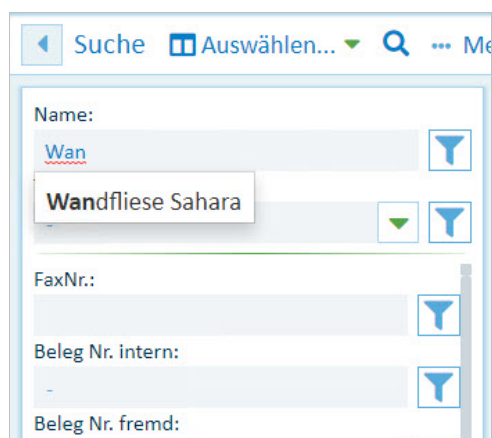 Suche Auswählen... ... Me
Name:
Wan
Wandfliese Sahara
-
FaxNr.:
Beleg Nr. intern:
-
Beleg Nr. fremd: